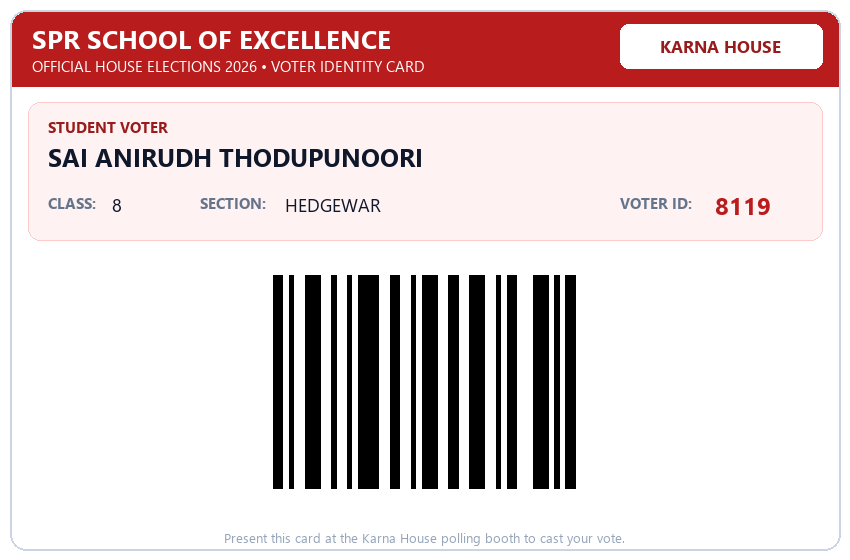 SPR SCHOOL OF EXCELLENCE
OFFICIAL HOUSE ELECTIONS 2026 • VOTER IDENTITY CARD
KARNA HOUSE
STUDENT VOTER
SAI ANIRUDH THODUPUNOORI
CLASS: 8 SECTION: HEDGEWAR VOTER ID: 8119
Present this card at the Karna House polling booth to cast your vote.